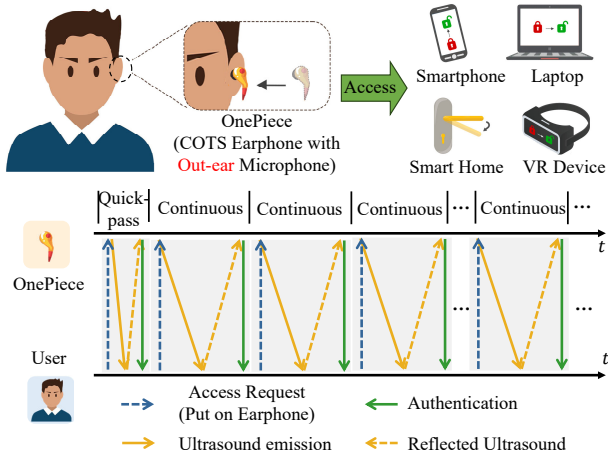 OnePiece
(COTS Earphone with
Out-ear Microphone)
Access
Smartphone
Laptop
Smart Home
VR Device
Quick-
pass
Continuous
Continuous
Continuous
...
Continuous
...
t
OnePiece
...
...
User
t
Access Request
(Put on Earphone)
Authentication
Ultrasound emission
Reflected Ultrasound